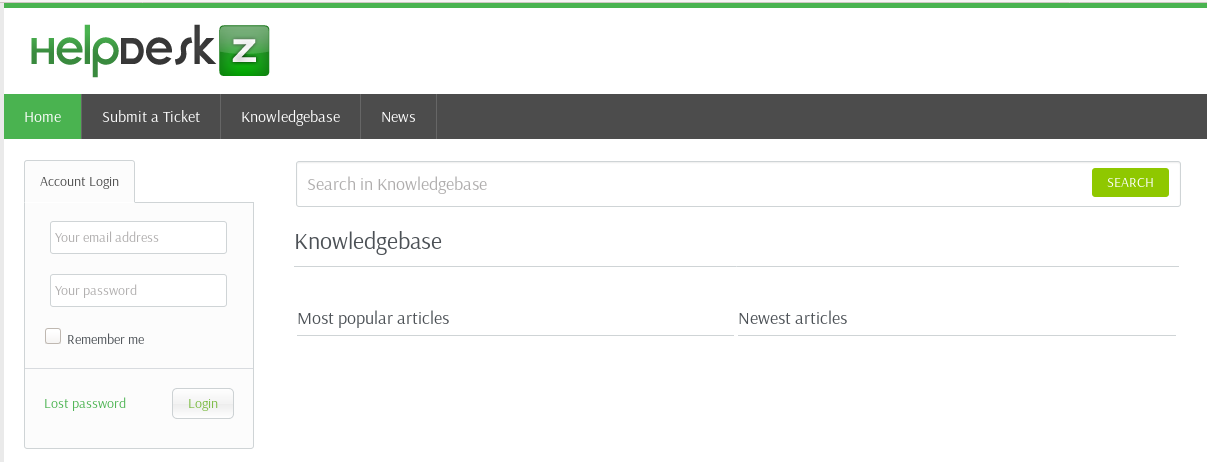 HelpDesk Z
Home
Submit a Ticket
Knowledgebase
News
Account Login
Your email address
Your password
Remember me
Lost password
Login
Search in Knowledgebase
SEARCH
Knowledgebase
Most popular articles
Newest articles